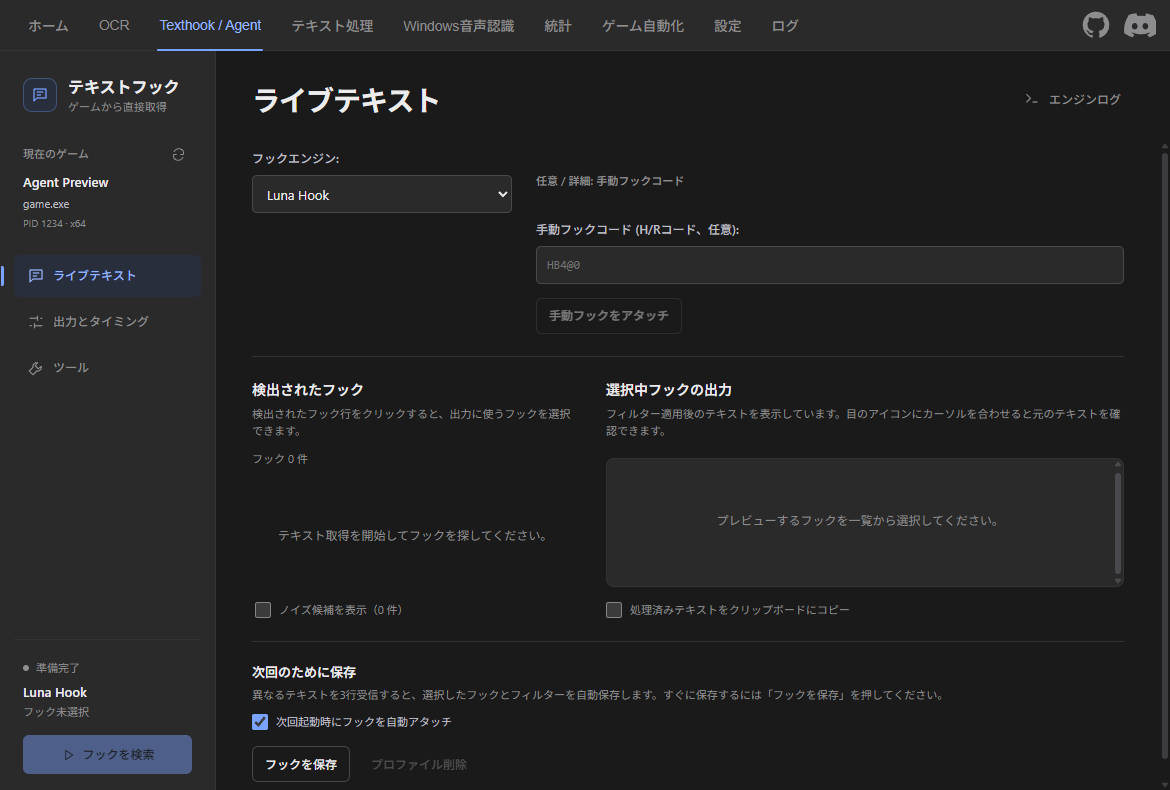 ホーム
OCR
Texthook / Agent
テキスト処理
Windows音声認識
統計
ゲーム自動化
設定
ログ
テキストフック
ゲームから直接取得
現在のゲーム
Agent Preview
game.exe
PID 1234 · x64
ライブテキスト
出力とタイミング
ツール
準備完了
Luna Hook
フック未選択
フックを検索
ライブテキスト
エンジンログ
フックエンジン:
Luna Hook
任意 / 詳細: 手動フックコード
手動フックコード (H/Rコード、任意):
HB4@0
手動フックをアタッチ
検出されたフック
検出されたフック行をクリックすると、出力に使うフックを選択
できます。
フック 0 件
テキスト取得を開始してフックを探してください。
ノイズ候補を表示（0 件）
選択中フックの出力
フィルター適用後のテキストを表示しています。目のアイコンにカーソルを合わせると元のテキストを確
認できます。
プレビューするフックを一覧から選択してください。
処理済みテキストをクリップボードにコピー
次回のために保存
異なるテキストを3行受信すると、選択したフックとフィルターを自動保存します。すぐに保存するには「フックを保存」を押してください。
次回起動時にフックを自動アタッチ
フックを保存
プロファイル削除